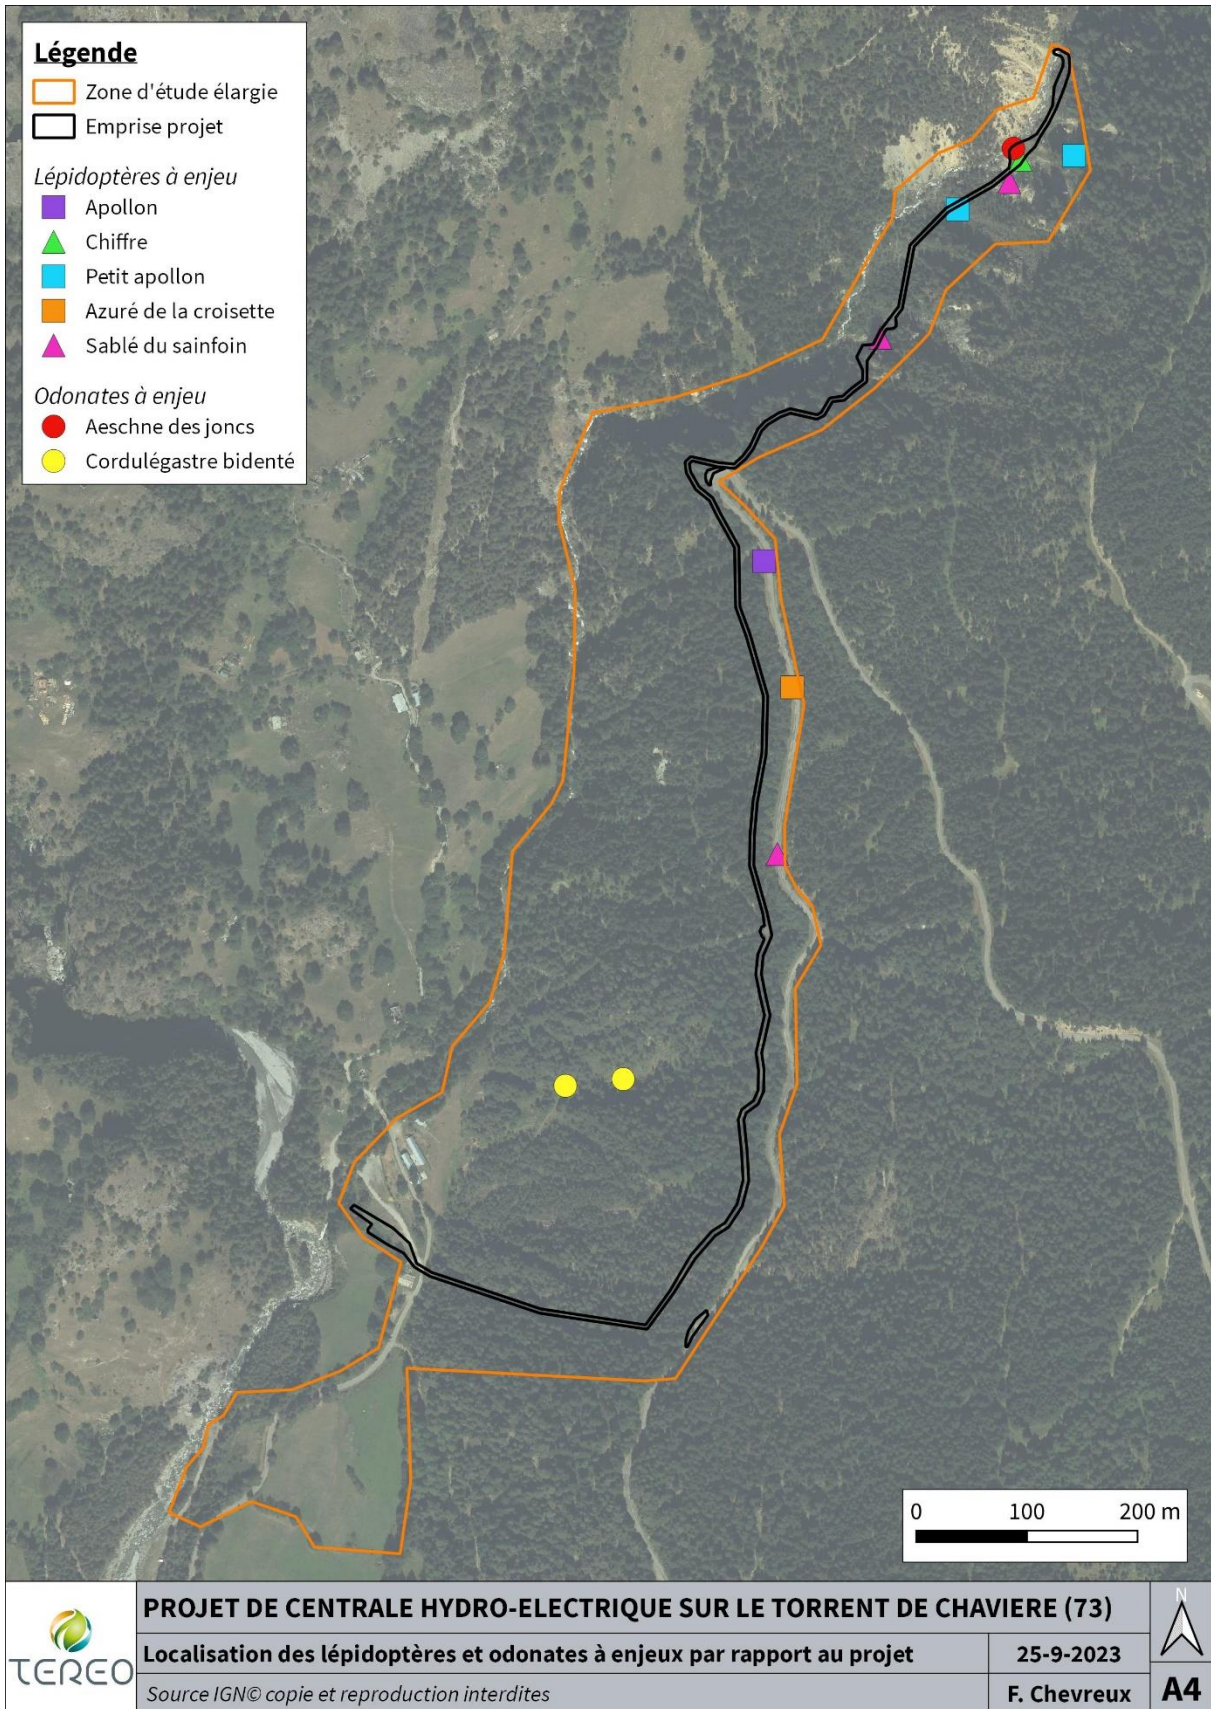 Légende
Zone d'étude élargie
Emprise projet
Lépidoptères à enjeu
Apollon
Chiffre
Petit apollon
Azuré de la croisette
Sablé du sainfoin
Odonates à enjeu
Aeschne des joncs
Cordulégastre bidenté
0 100 200 m
TEREO
PROJET DE CENTRALE HYDRO-ELECTRIQUE SUR LE TORRENT DE CHAVIERE (73)
Localisation des lépidoptères et odonates à enjeux par rapport au projet
25-9-2023
Source IGN© copie et reproduction interdites
F. Chevreux
N
A4